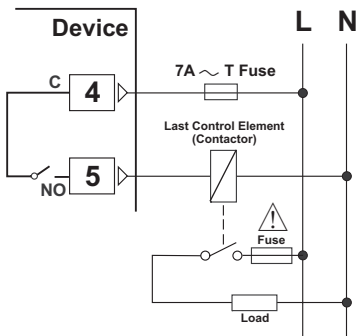 L N
Device
7A ~ T Fuse
C
4
Last Control Element
(Contactor)
NO
5
Fuse
Load